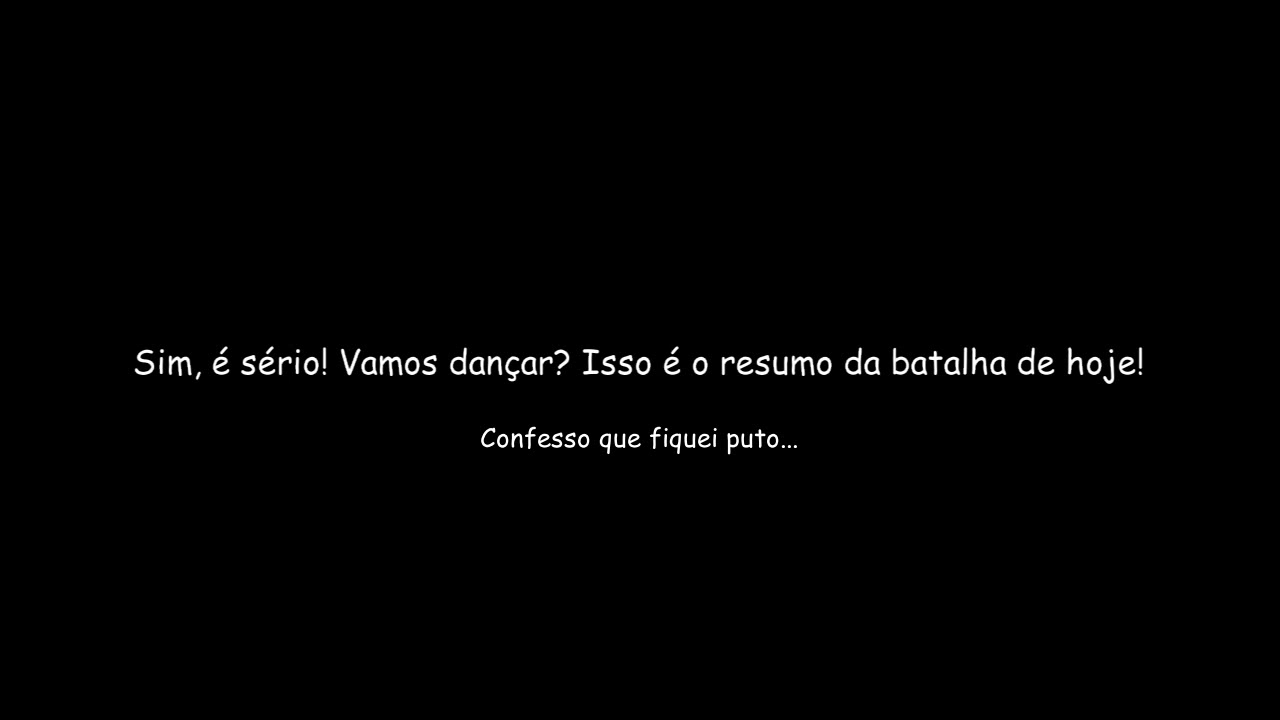 Sim, é sério! Vamos dançar? Isso é o resumo da batalha de hoje!
Confesso que fiquei puto...